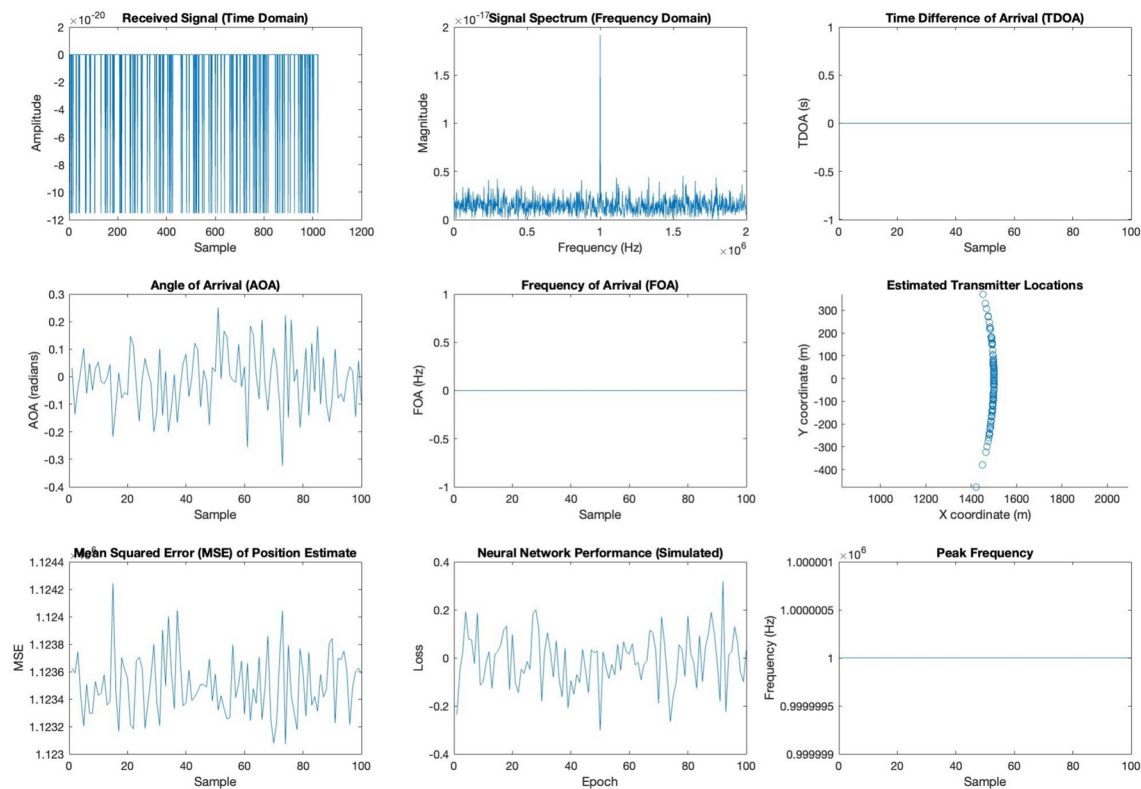 Received Signal (Time Domain)
×10-20
2
0
-2
-4
-6
-8
-10
-12
Amplitude
0 200 400 600 800 1000 1200
Sample
Signal Spectrum (Frequency Domain)
×10-17
2
1.5
1
0.5
0
Magnitude
0 0.5 1 1.5 2
×106
Frequency (Hz)
Time Difference of Arrival (TDOA)
1
0.5
0
-0.5
-1
TDOA (s)
0 20 40 60 80 100
Sample
Angle of Arrival (AOA)
0.3
0.2
0.1
0
-0.1
-0.2
-0.3
-0.4
AOA (radians)
0 20 40 60 80 100
Sample
Frequency of Arrival (FOA)
1
0.5
0
-0.5
-1
FOA (Hz)
0 20 40 60 80 100
Sample
Estimated Transmitter Locations
300
200
100
0
-100
-200
-300
-400
Y coordinate (m)
1000 1200 1400 1600 1800 2000
X coordinate (m)
Mean Squared Error (MSE) of Position Estimate
1.1244
1.1242
1.124
1.1238
1.1236
1.1234
1.1232
1.123
MSE
0 20 40 60 80 100
Sample
Neural Network Performance (Simulated)
0.4
0.2
0
-0.2
-0.4
Loss
0 20 40 60 80 100
Epoch
Peak Frequency
×106
1.000001
1.0000005
1
0.9999995
0.999999
Frequency (Hz)
0 20 40 60 80 100
Sample